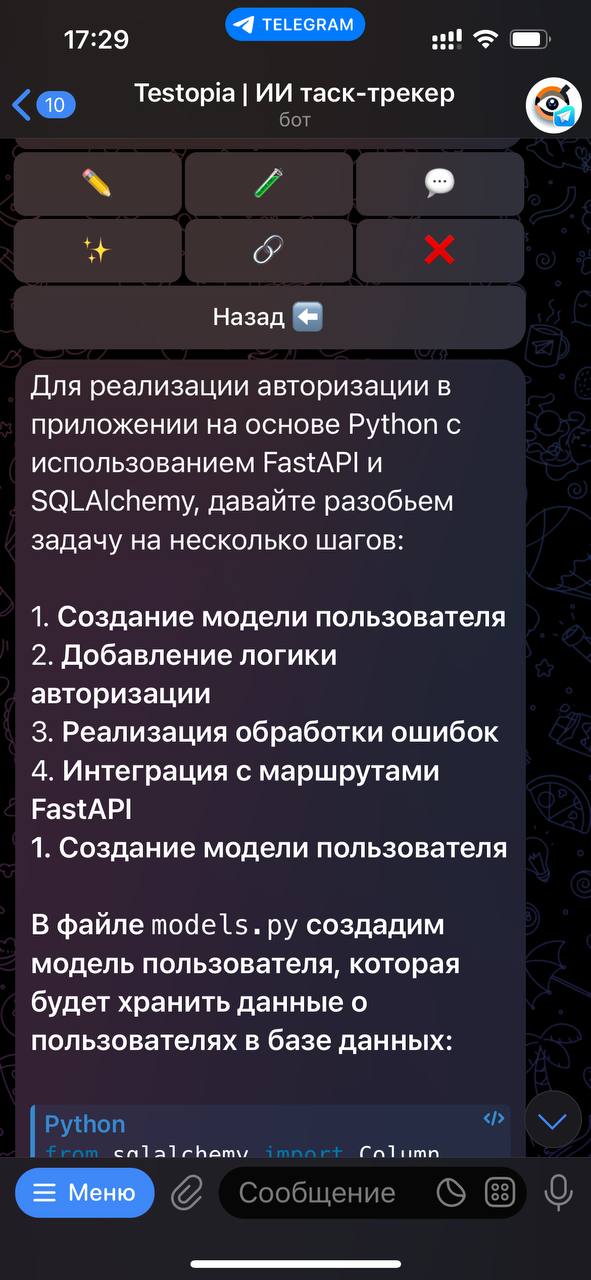 17:29
TELEGRAM
10
Testopia | ИИ таск-трекер
бот
Назад
Для реализации авторизации в
приложении на основе Python с
использованием FastAPI и
SQLAlchemy, давайте разобьем
задачу на несколько шагов:
1. Создание модели пользователя
2. Добавление логики
авторизации
3. Реализация обработки ошибок
4. Интеграция с маршрутами
FastAPI
1. Создание модели пользователя
В файле models.py создадим
модель пользователя, которая
будет хранить данные о
пользователях в базе данных:
Python
from sqlalchemy import Column
Меню
Сообщение